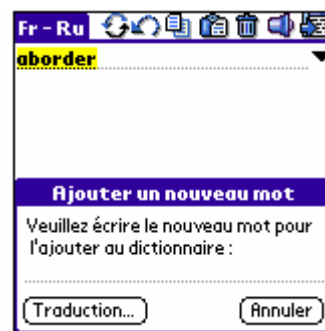 Fr - Ru
aborder
Ajouter un nouveau mot
Veuillez écrire le nouveau mot pour
l'ajouter au dictionnaire :
Traduction... Annuler